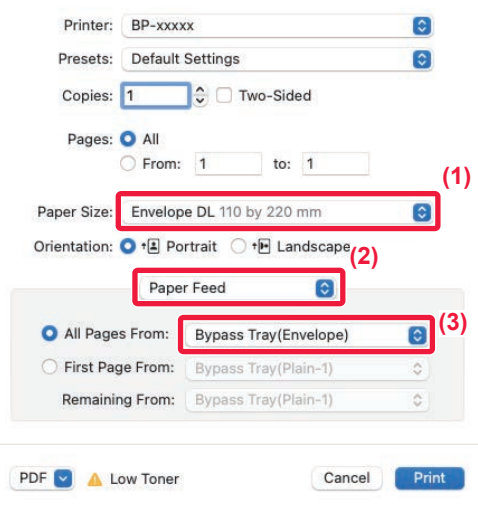 Printer: BP-xxxxx
Presets: Default Settings
Copies: 1 Two-Sided
Pages: All
From: 1 to: 1
(1)
Paper Size: Envelope DL 110 by 220 mm
Orientation: Portrait Landscape
(2)
Paper Feed
(3)
All Pages From: Bypass Tray(Envelope)
First Page From: Bypass Tray(Plain-1)
Remaining From: Bypass Tray(Plain-1)
PDF Low Toner Cancel Print